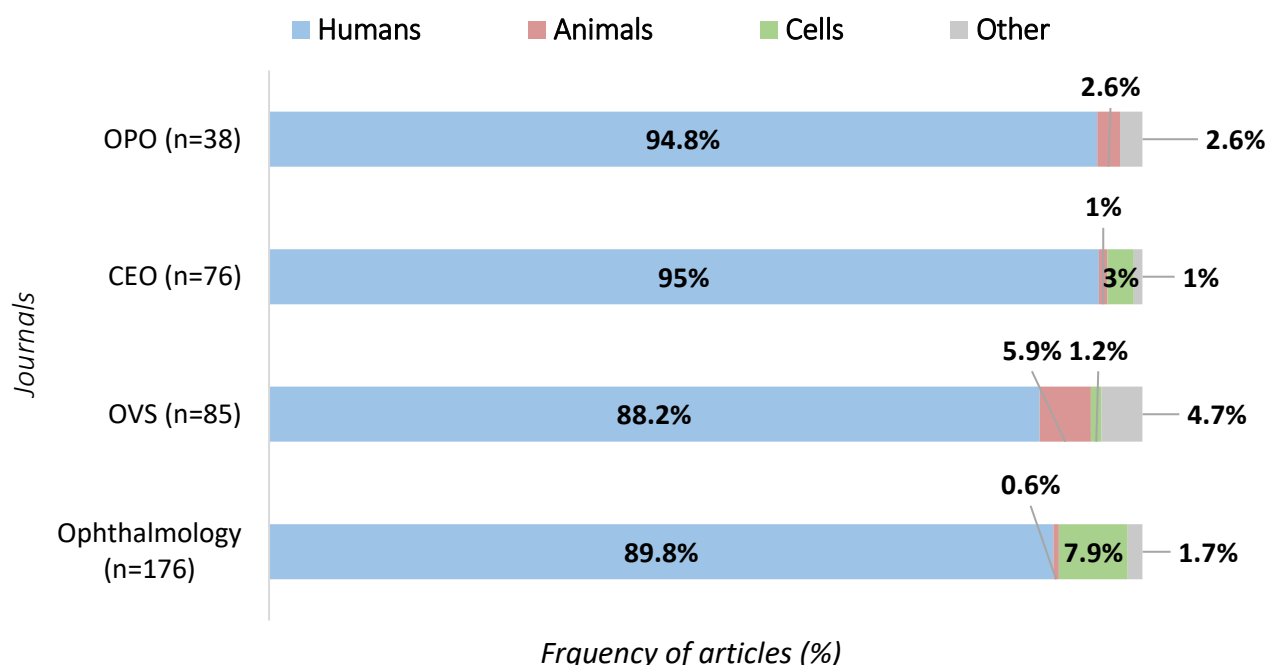 Humans Animals Cells Other
2.6%
OPO (n=38) 94.8% 2.6%
1%
CEO (n=76) 95% 3% 1%
Journals
5.9% 1.2%
OVS (n=85) 88.2% 4.7%
0.6%
Ophthalmology
(n=176) 89.8% 7.9% 1.7%
Frquency of articles (%)